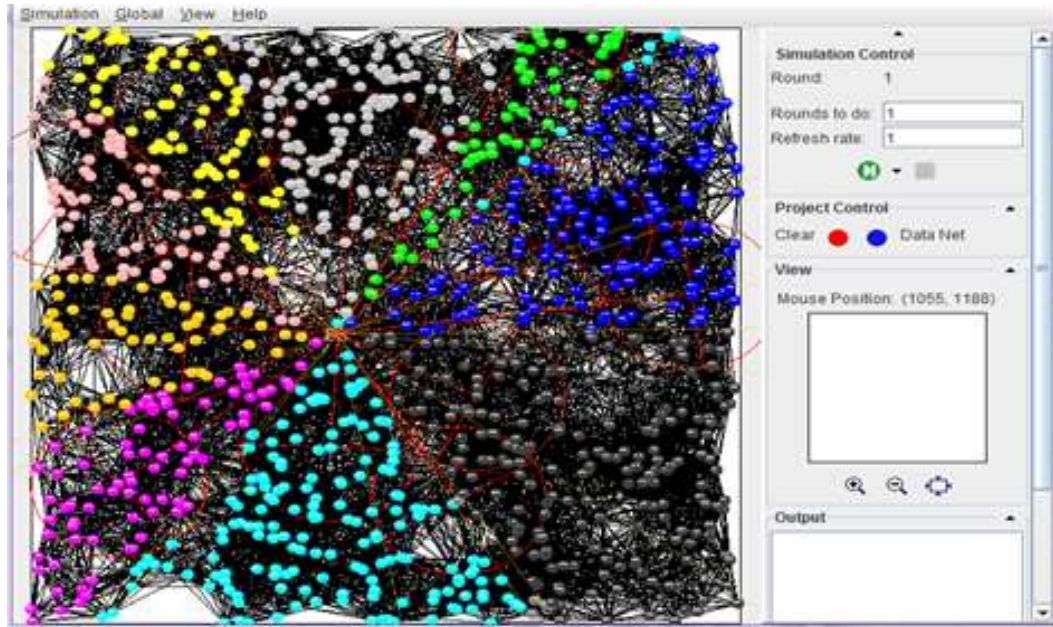 Simulation Global View Help
Simulation Control
Round: 1
Rounds to do: 1
Refresh rate: 1
Project Control
Clear Data Net
View
Mouse Position: (1055, 1188)
Output